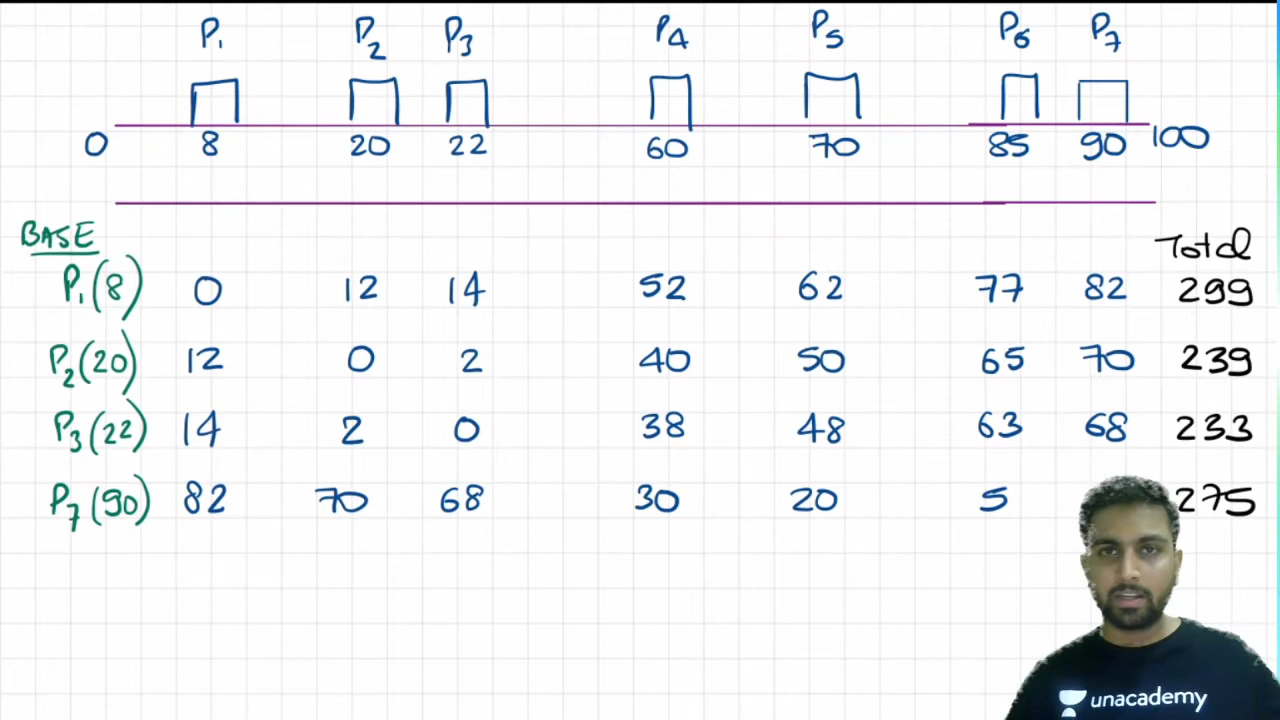 P₁ P₂ P₃ P₄ P₅ P₆ P₇
0 8 20 22 60 70 85 90 100
BASE Total
P₁(8) 0 12 14 52 62 77 82 299
P₂(20) 12 0 2 40 50 65 70 239
P₃(22) 14 2 0 38 48 63 68 233
P₇(90) 82 70 68 30 20 5 275
unacademy